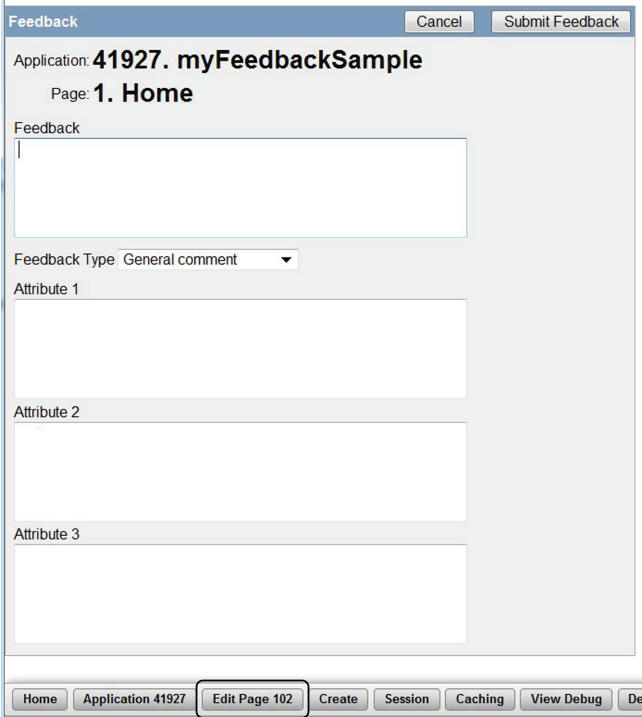 Feedback Cancel Submit Feedback
Application: 41927. myFeedbackSample
Page: 1. Home
Feedback
Feedback Type General comment
Attribute 1
Attribute 2
Attribute 3
Home Application 41927 Edit Page 102 Create Session Caching View Debug De